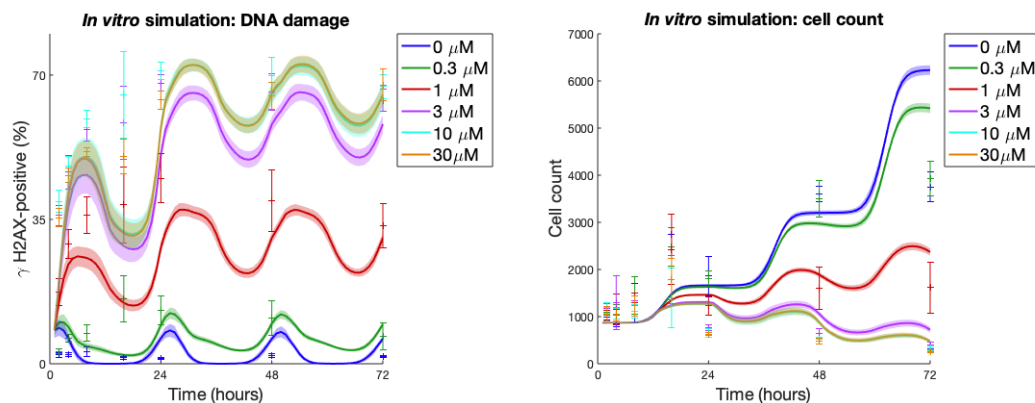 In vitro simulation: DNA damage
γ H2AX-positive (%)
70
35
0
0
24
48
72
Time (hours)
0 μM
0.3 μM
1 μM
3 μM
10 μM
30μM
In vitro simulation: cell count
Cell count
7000
6000
5000
4000
3000
2000
1000
0
0
24
48
72
Time (hours)
0 μM
0.3 μM
1 μM
3 μM
10 μM
30μM